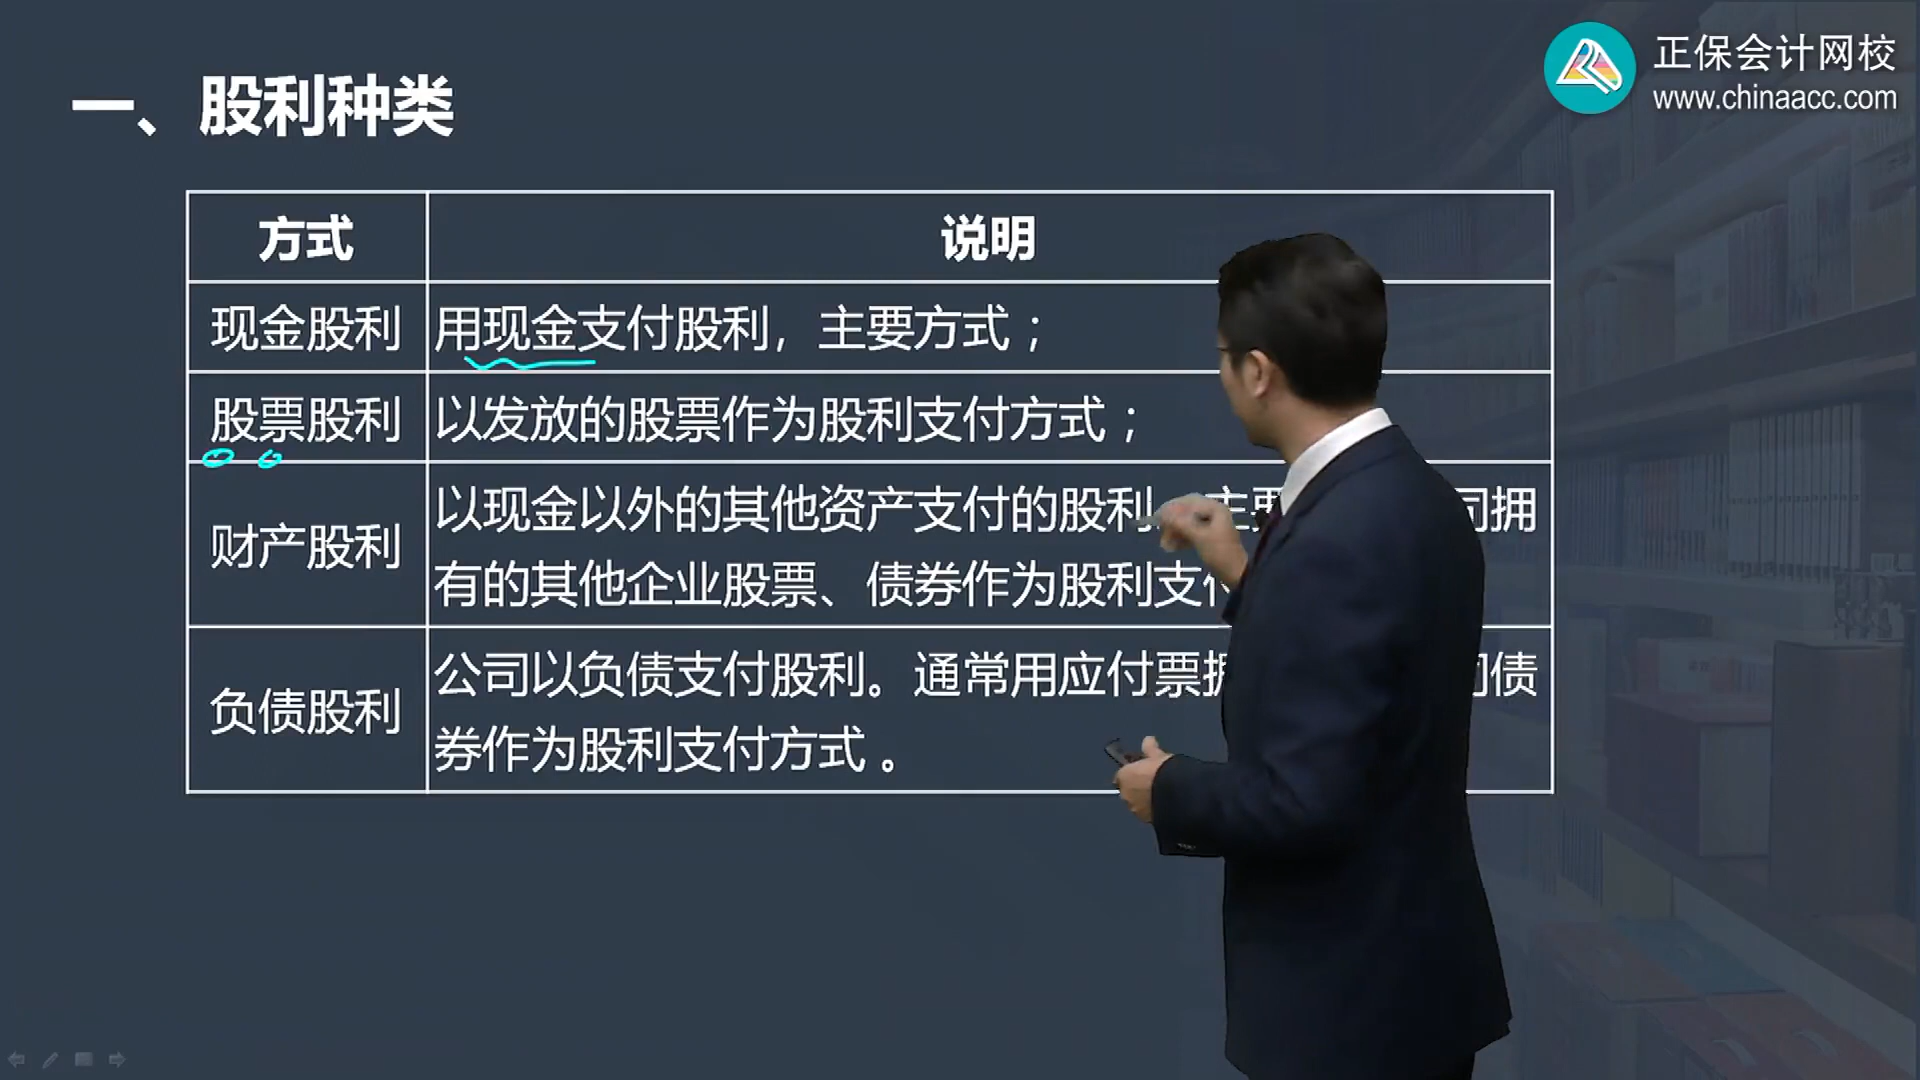 正保会计网校
www.chinaacc.com
一、股利种类
方式 说明
现金股利 用现金支付股利，主要方式；
股票股利 以发放的股票作为股利支付方式；
财产股利 以现金以外的其他资产支付的股利 主要 司拥
有的其他企业股票、债券作为股利支付
负债股利 公司以负债支付股利。通常用应付票据 债
券作为股利支付方式。